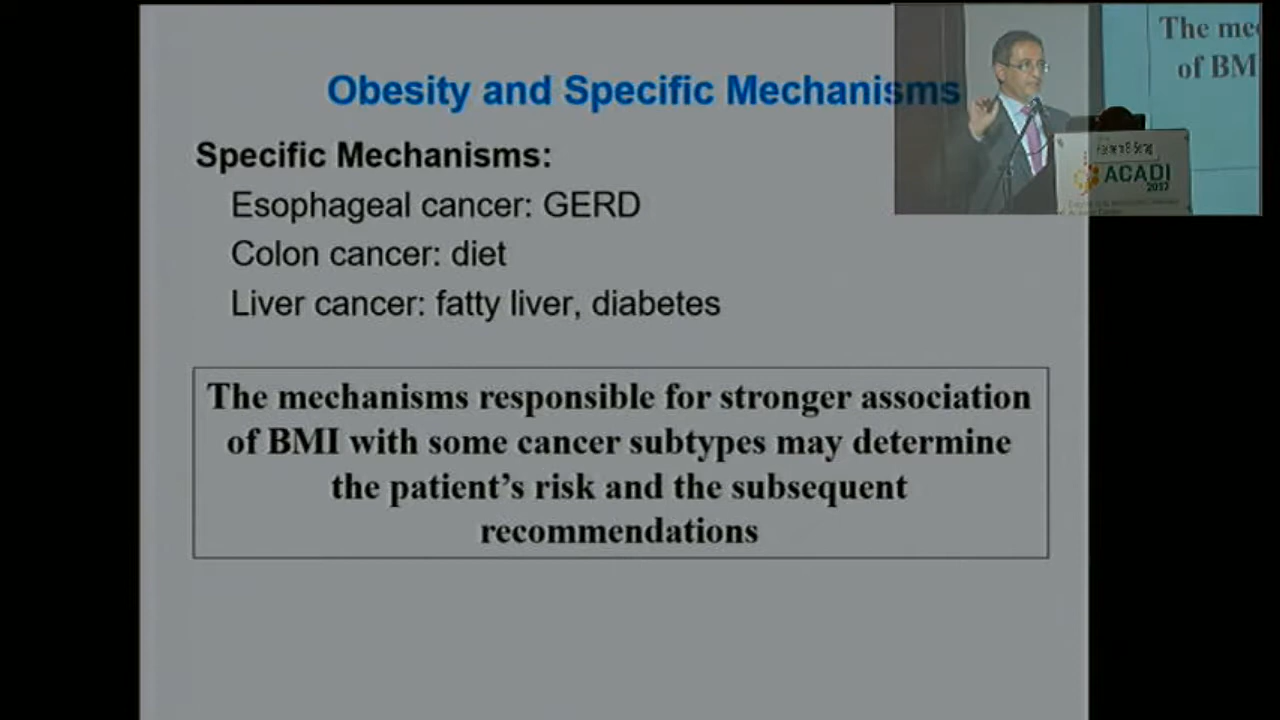 Obesity and Specific Mechanisms
Specific Mechanisms:
Esophageal cancer: GERD
Colon cancer: diet
Liver cancer: fatty liver, diabetes
The mechanisms responsible for stronger association
of BMI with some cancer subtypes may determine
the patient’s risk and the subsequent
recommendations
The me
of BM
ACADI
2017